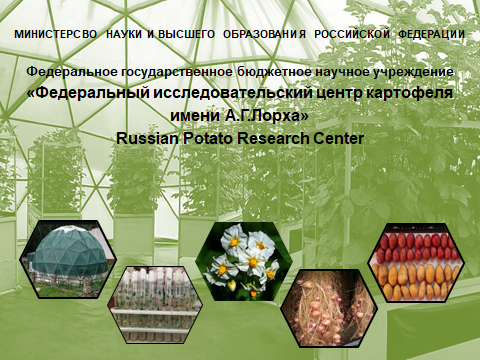 МИНИСТЕРСВО НАУКИ И ВЫСШЕГО ОБРАЗОВАНИЯ РОССИЙСКОЙ ФЕДЕРАЦИИ
Федеральное государственное бюджетное научное учреждение
«Федеральный исследовательский центр картофеля
имени А.Г.Лорха»
Russian Potato Research Center